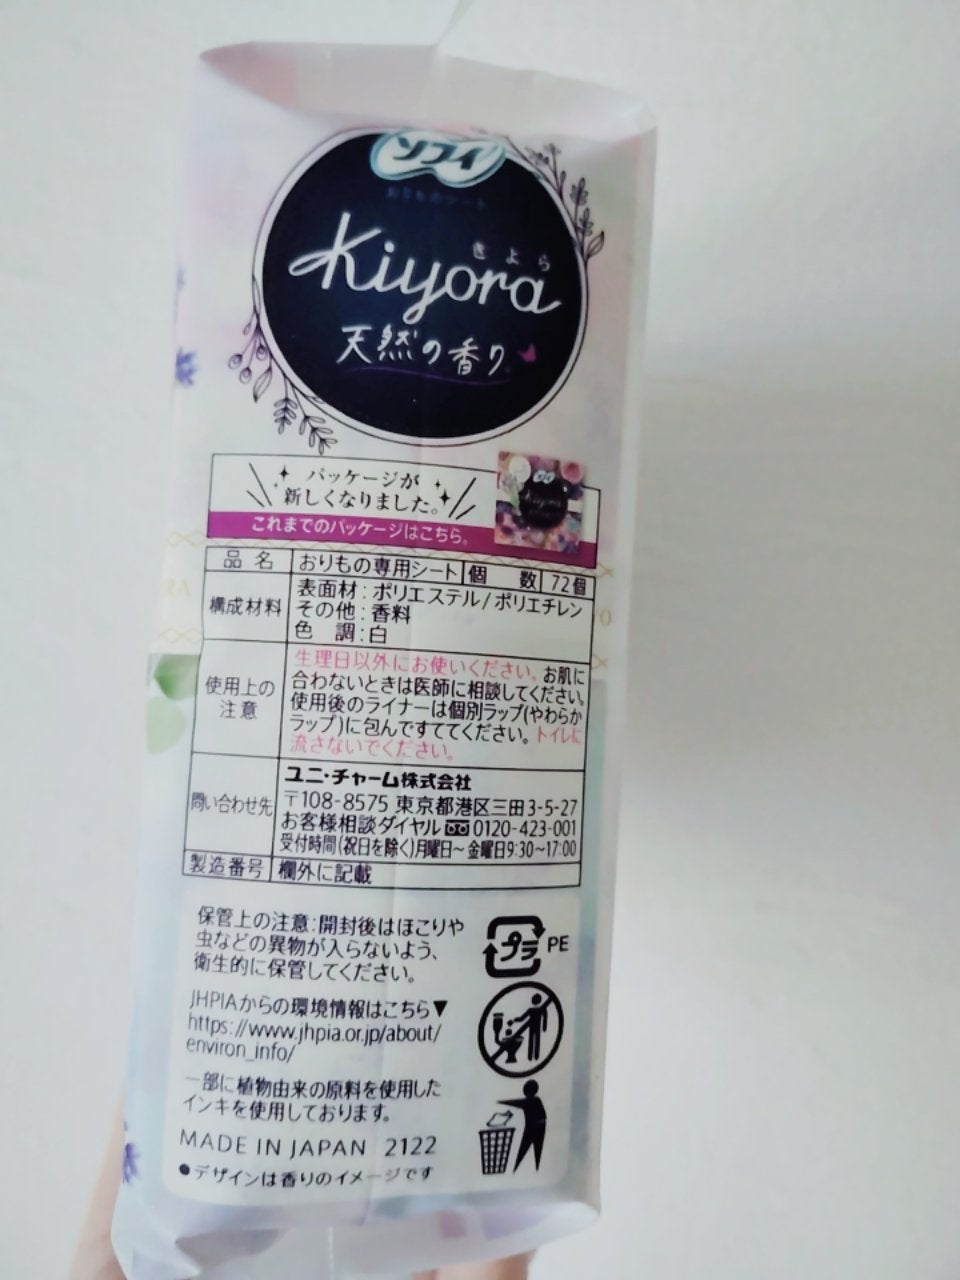 ソフィ
おりものシート
きよら
Kiyora
天然の香り
パッケージが
新しくなりました。
これまでのパッケージはこちら。
品名 おりもの専用シート 個数 72個
構成材料
表面材:ポリエステル/ポリエチレン
その他:香料
色 調:白
使用上の
注意
生理日以外にお使いください。お肌に
合わないときは医師に相談してください。
使用後のライナーは個別ラップ(やわらか
ラップ)に包んですててください。トイレに
流さないでください。
問い合わせ先
ユニ・チャーム株式会社
〒108-8575 東京都港区三田3-5-27
お客様相談ダイヤル 0120-423-001
受付時間(祝日を除く)月曜日〜金曜日9:30〜17:00
製造番号 欄外に記載
保管上の注意:開封後はほこりや
虫などの異物が入らないよう、
衛生的に保管してください。
プラ PE
JHPIAからの環境情報はこちら▼
https://www.jhpia.or.jp/about/
environ_info/
一部に植物由来の原料を使用した
インキを使用しております。
MADE IN JAPAN 2122
●デザインは香りのイメージです